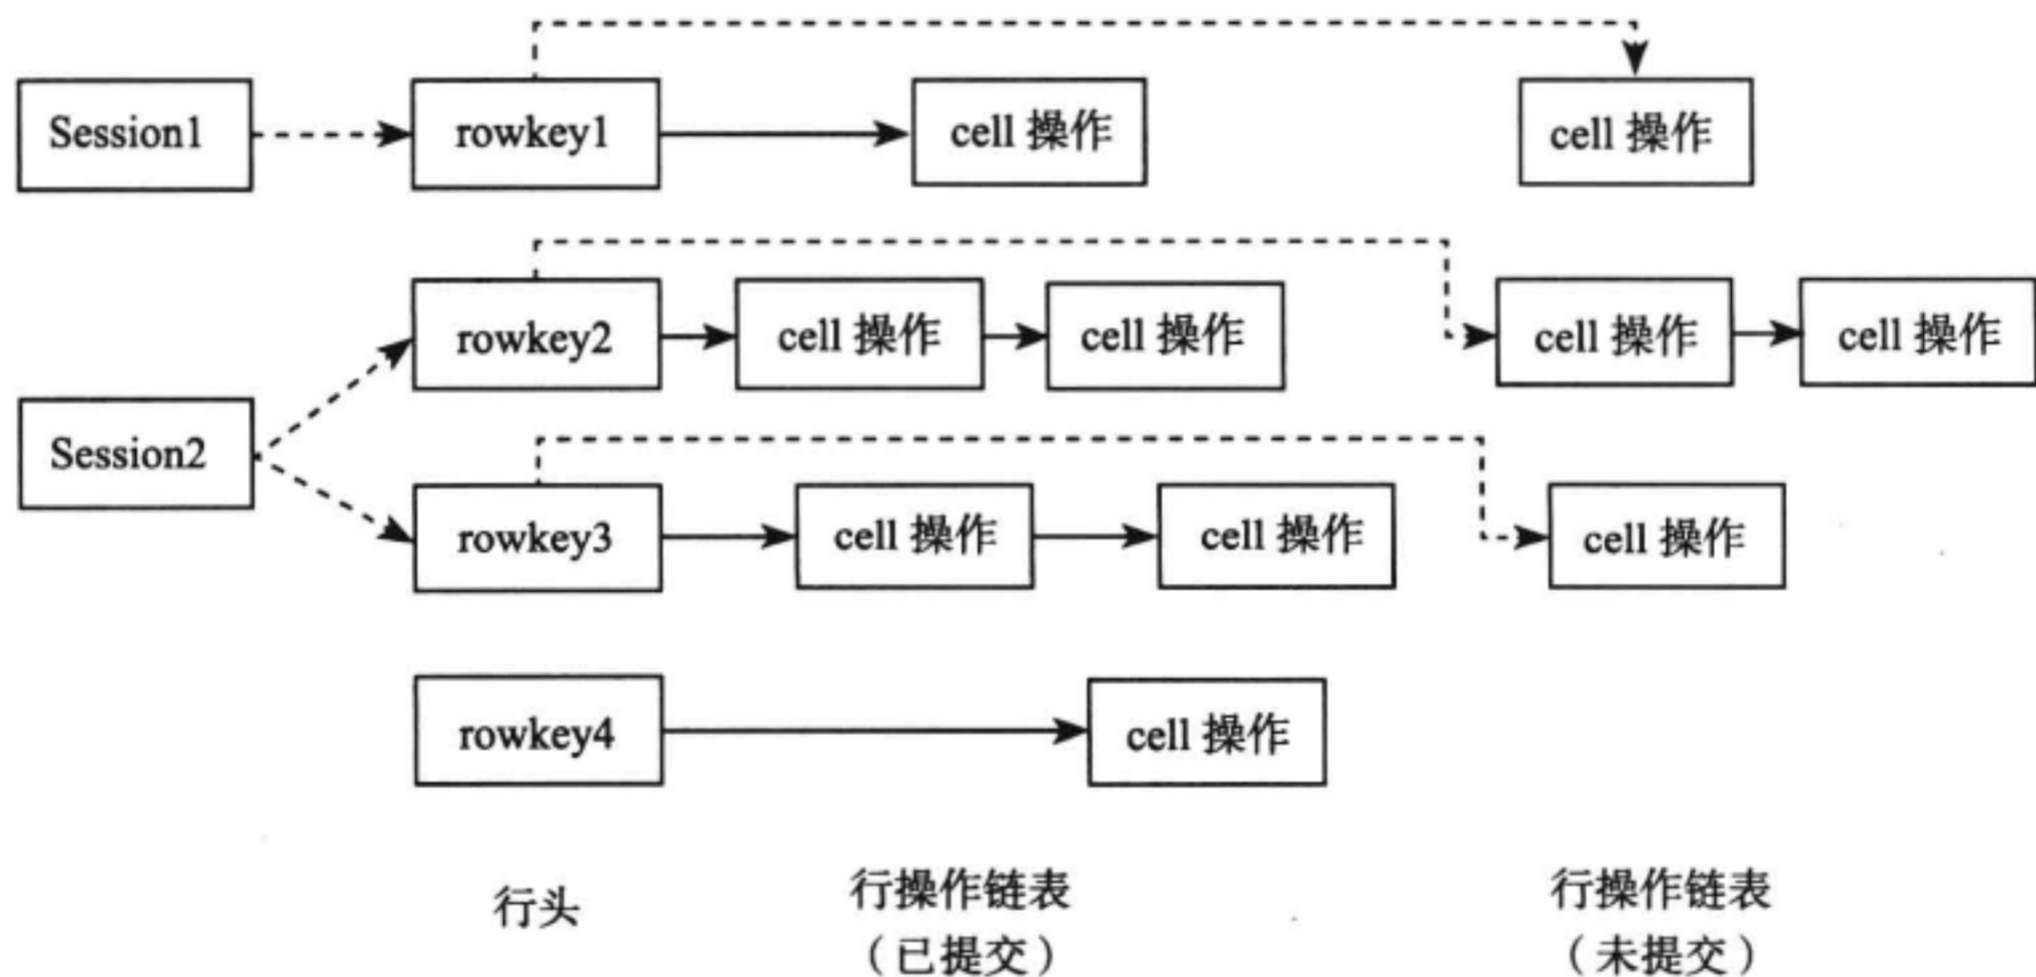 Session1
rowkey1
cell 操作
cell 操作
rowkey2
cell 操作
cell 操作
cell 操作
cell 操作
Session2
rowkey3
cell 操作
cell 操作
cell 操作
rowkey4
cell 操作
行头
行操作链表
（已提交）
行操作链表
（未提交）